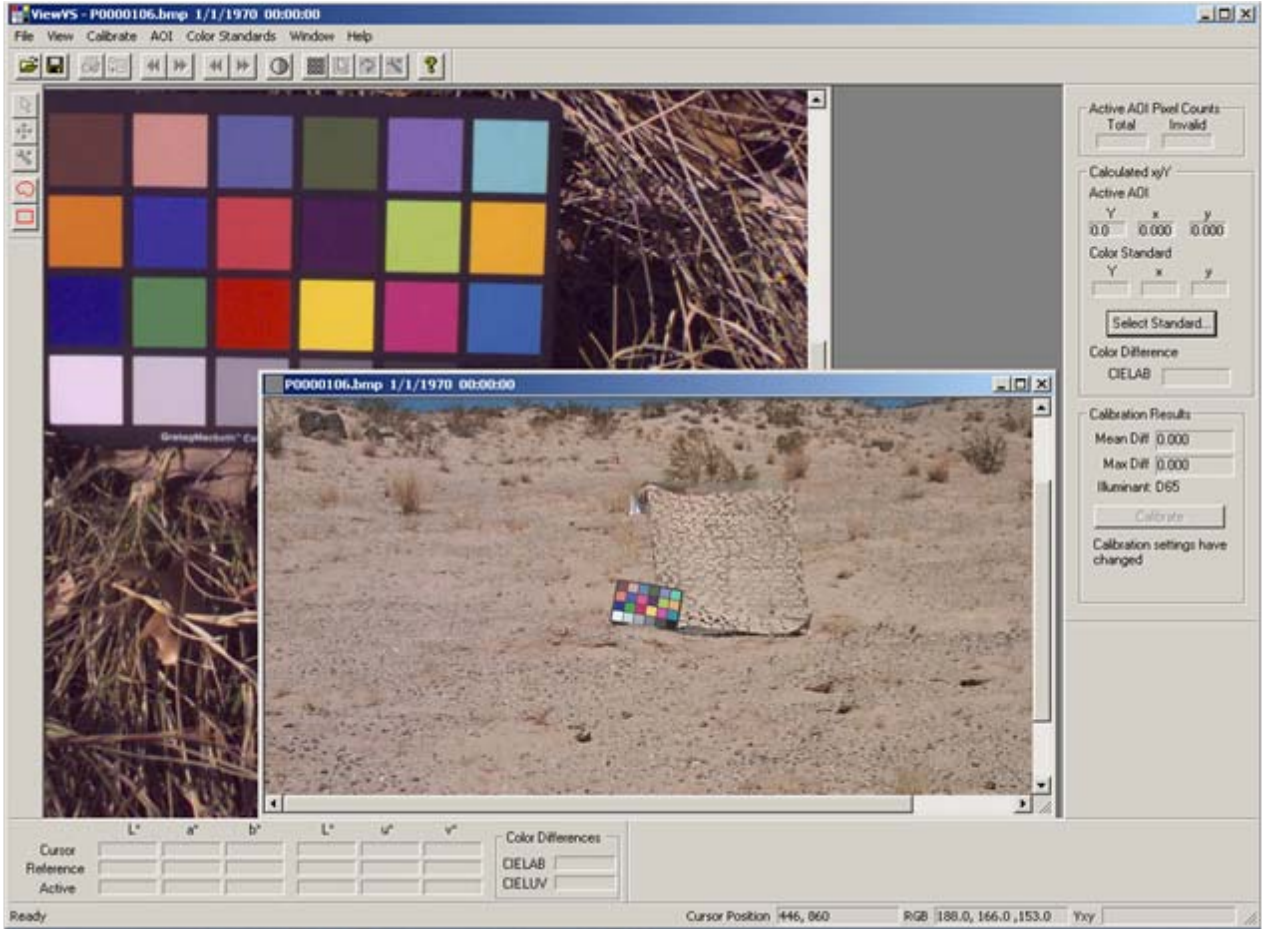 ViewVS - P0000106.bmp 1/1/1970 00:00:00
File View Calibrate AOI Color Standards Window Help
Active AOI Pixel Counts
Total Invalid
Calculated xyY
Active AOI
Y x y
0.0 0.000 0.000
Color Standard
Y x y
Select Standard...
Color Difference
CIELAB
Calibration Results
Mean Diff 0.000
Max Diff 0.000
Illuminant: D65
Calibrate
Calibration settings have
changed
GretagMacbeth™
P0000106.bmp 1/1/1970 00:00:00
L* a* b* L* u* v*
Cursor
Reference
Active
Color Differences
CIELAB
CIELUV
Ready
Cursor Position 446, 860 RGB 188.0, 166.0 ,153.0 Yxy